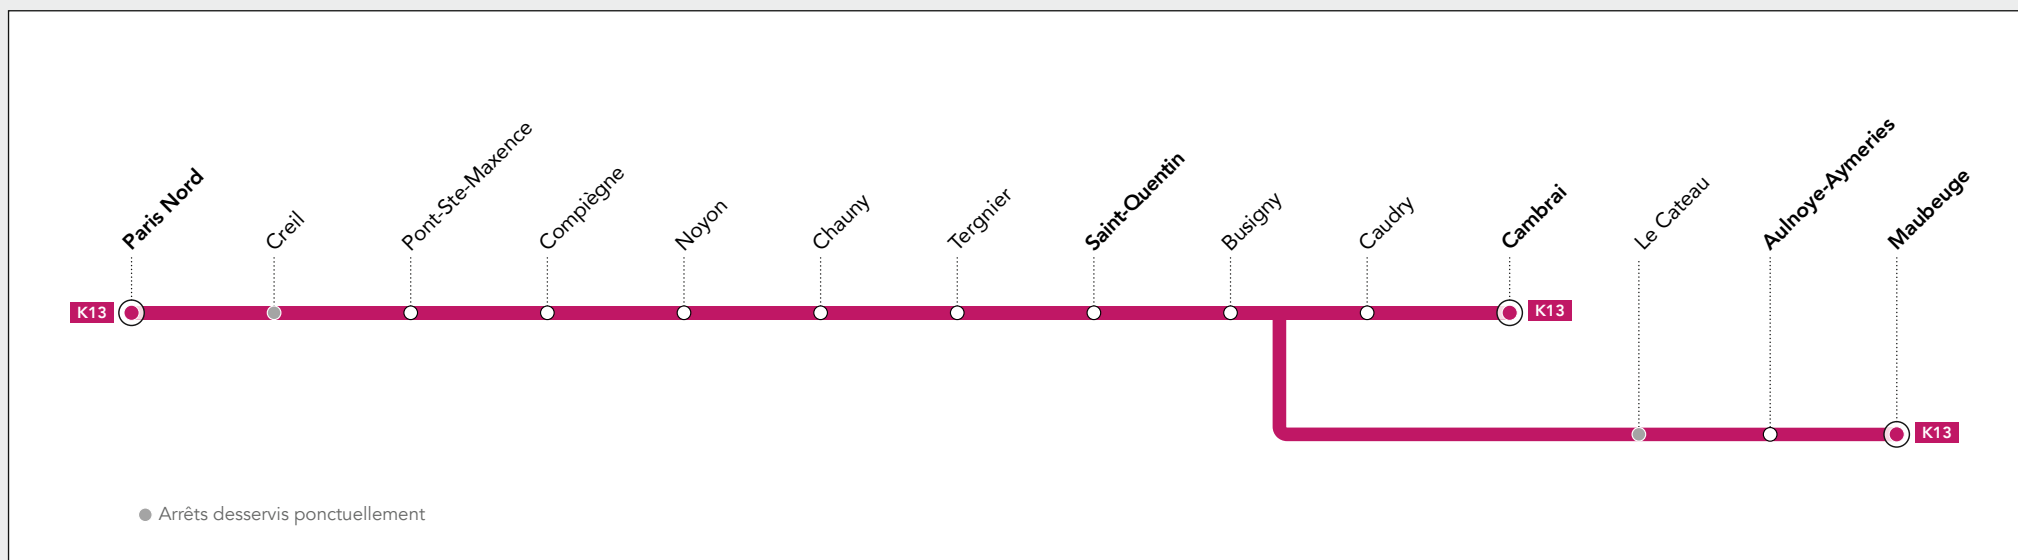 Paris Nord
Creil
Pont-Ste-Maxence
Compiègne
Noyon
Chauny
Tergnier
Saint-Quentin
Busigny
Caudry
Cambrai
Le Cateau
Aulnoye-Aymeries
Maubeuge
K13
K13
K13
Arrêts desservis ponctuellement